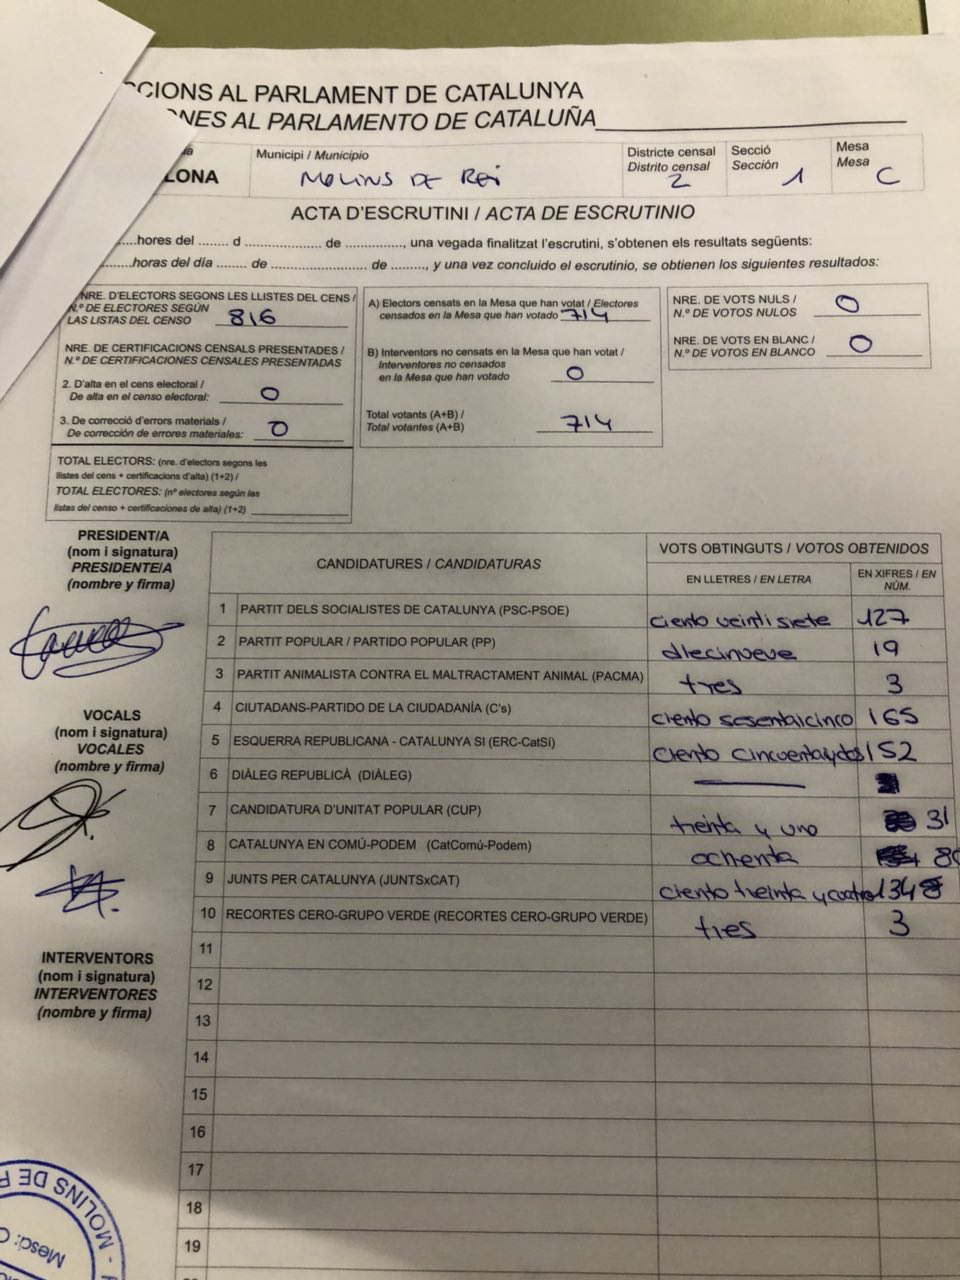 CCIONS AL PARLAMENT DE CATALUNYA
NES AL PARLAMENTO DE CATALUÑA
LONA
Municipi / Municipio
MOLINS DE REI
Districte censal
Distrito censal
2
Secció
Sección
1
Mesa
Mesa
C
ACTA D'ESCRUTINI / ACTA DE ESCRUTINIO
....hores del ........ d .................... de ................, una vegada finalitzat l'escrutini, s'obtenen els resultats següents:
.........horas del día ........ de ......................... de ........., y una vez concluido el escrutinio, se obtienen los siguientes resultados:
NRE. D'ELECTORS SEGONS LES LLISTES DEL CENS /
N.º DE ELECTORES SEGÚN
LAS LISTAS DEL CENSO 816
NRE. DE CERTIFICACIONS CENSALS PRESENTADES /
N.º DE CERTIFICACIONES CENSALES PRESENTADAS
2. D'alta en el cens electoral /
De alta en el censo electoral: 0
3. De correcció d'errors materials /
De corrección de errores materiales: 0
TOTAL ELECTORS: (nre. d'electors segons les
llistes del cens + certificacions d'alta) (1+2) /
TOTAL ELECTORES: (nº electores según las
listas del censo + certificaciones de alta) (1+2)
A) Electors censats en la Mesa que han votat / Electores
censados en la Mesa que han votado 714
B) Interventors no censats en la Mesa que han votat /
Interventores no censados
en la Mesa que han votado 0
Total votants (A+B) /
Total votantes (A+B) 714
NRE. DE VOTS NULS /
N.º DE VOTOS NULOS 0
NRE. DE VOTS EN BLANC /
N.º DE VOTOS EN BLANCO 0
PRESIDENT/A
(nom i signatura)
PRESIDENTE/A
(nombre y firma)
VOCALS
(nom i signatura)
VOCALES
(nombre y firma)
INTERVENTORS
(nom i signatura)
INTERVENTORES
(nombre y firma)
CANDIDATURES / CANDIDATURAS
VOTS OBTINGUTS / VOTOS OBTENIDOS
EN LLETRES / EN LETRA
EN XIFRES / EN
NÚM.
1 PARTIT DELS SOCIALISTES DE CATALUNYA (PSC-PSOE) ciento veintisiete 127
2 PARTIT POPULAR / PARTIDO POPULAR (PP) diecinueve 19
3 PARTIT ANIMALISTA CONTRA EL MALTRACTAMENT ANIMAL (PACMA) tres 3
4 CIUTADANS-PARTIDO DE LA CIUDADANÍA (C's) ciento sesentaicinco 165
5 ESQUERRA REPUBLICANA - CATALUNYA SI (ERC-CatSí) ciento cincuentaydos 152
6 DIÀLEG REPUBLICÀ (DIÀLEG)
7 CANDIDATURA D'UNITAT POPULAR (CUP) treinta y uno 31
8 CATALUNYA EN COMÚ-PODEM (CatComú-Podem) ochenta 80
9 JUNTS PER CATALUNYA (JUNTSxCAT) ciento treinta y cuatro 134
10 RECORTES CERO-GRUPO VERDE (RECORTES CERO-GRUPO VERDE) tres 3
11
12
13
14
15
16
17
18
19
MOLINS DE R
Mesa: C